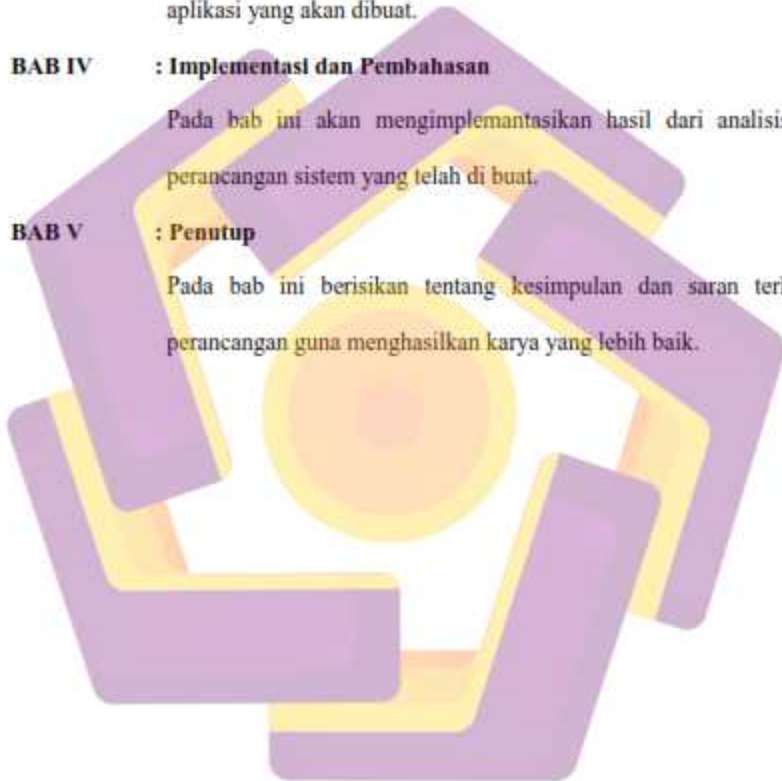 aplikasi yang akan dibuat.
BAB IV : Implementasi dan Pembahasan
Pada bab ini akan mengimplemantasikan hasil dari analisis
perancangan sistem yang telah di buat.
BAB V : Penutup
Pada bab ini berisikan tentang kesimpulan dan saran
perancangan guna menghasilkan karya yang lebih baik.